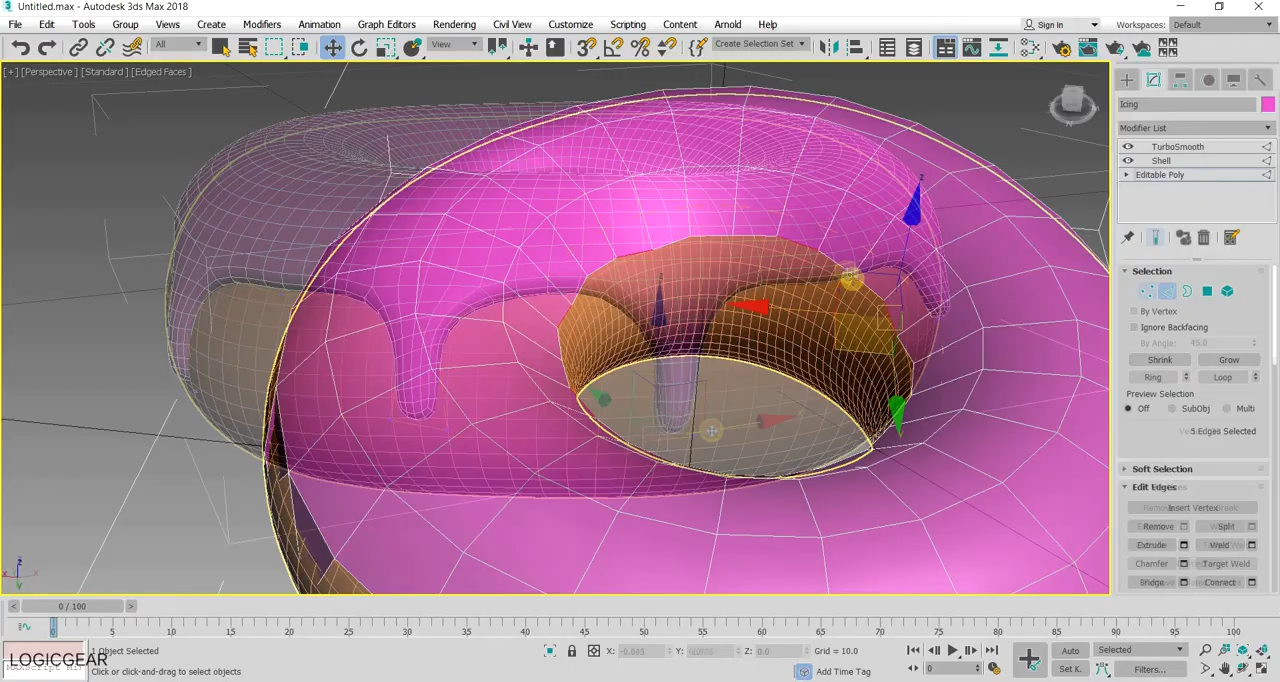 Untitled.max - Autodesk 3ds Max 2018
File Edit Tools Group Views Create Modifiers Animation Graph Editors Rendering Civil View Customize Scripting Content Arnold Help
Sign In Workspaces: Default
All View Create Selection Set
[+] [Perspective] [Standard] [Edged Faces]
Icing
Modifier List
TurboSmooth
Shell
Editable Poly
Selection
By Vertex
Ignore Backfacing
By Angle: 45.0
Shrink Grow
Ring Loop
Preview Selection
Off SubObj Multi
5 Edges Selected
Soft Selection
Edit Edges
Insert Vertex
Remove Split
Extrude Weld
Chamfer Target Weld
Bridge Connect
z
z
z
x
y
N
< 0 / 100 >
0 5 10 15 20 25 30 35 40 45 50 55 60 65 70 75 80 85 90 95 100
1 Object Selected
X: Y: Z: 0.0 Grid = 10.0
Auto Selected
LOGICGEAR
Click or click-and-drag to select objects
Add Time Tag
0
Set K. Filters...